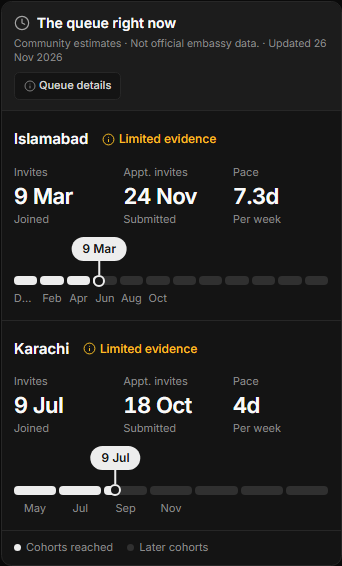 The queue right now
Community estimates · Not official embassy data. · Updated 26
Nov 2026
Queue details
Islamabad Limited evidence
Invites Appt. invites Pace
9 Mar 24 Nov 7.3d
Joined Submitted Per week
9 Mar
D... Feb Apr Jun Aug Oct
Karachi Limited evidence
Invites Appt. invites Pace
9 Jul 18 Oct 4d
Joined Submitted Per week
9 Jul
May Jul Sep Nov
Cohorts reached Later cohorts